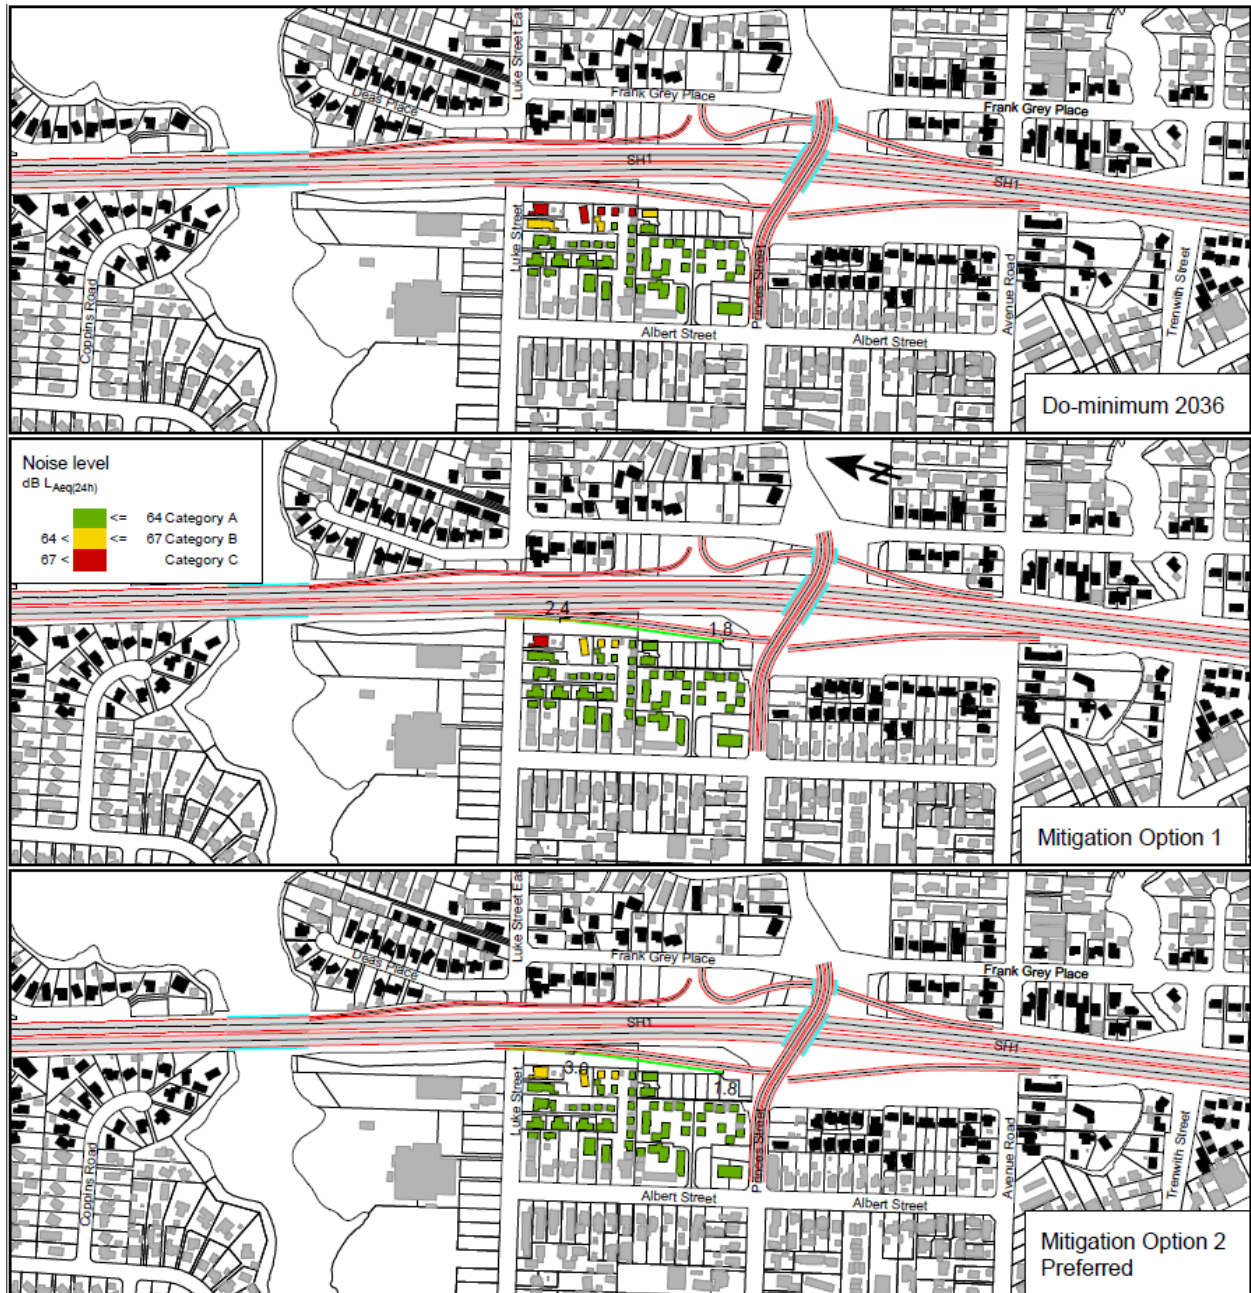 Luke Street Eas
Deas Place
Frank Grey Place
Frank Grey Place
SH1
SH1
Luke Street
Coppins Road
Princes Street
Albert Street
Albert Street
Avenue Road
Trenwith Street
Do-minimum 2036
Noise level
dB LAeq(24h)
<= 64 Category A
64 < <= 67 Category B
67 < Category C
N
2.4
1.8
Mitigation Option 1
Luke Street Eas
Deas Place
Frank Grey Place
Frank Grey Place
SH1
SH1
Luke Street
3.0
1.8
Coppins Road
Princes Street
Albert Street
Albert Street
Avenue Road
Trenwith Street
Mitigation Option 2
Preferred